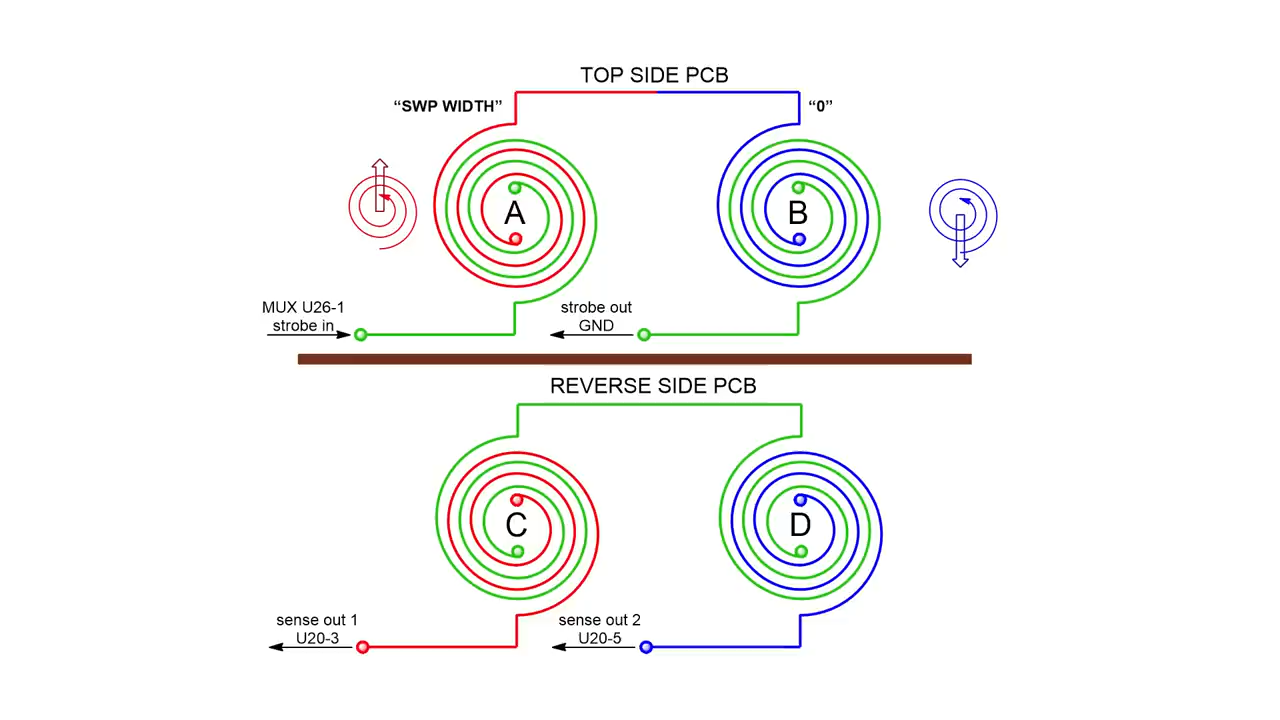 TOP SIDE PCB
“SWP WIDTH”
“0”
A
B
MUX U26-1
strobe in
strobe out
GND
REVERSE SIDE PCB
C
D
sense out 1
U20-3
sense out 2
U20-5